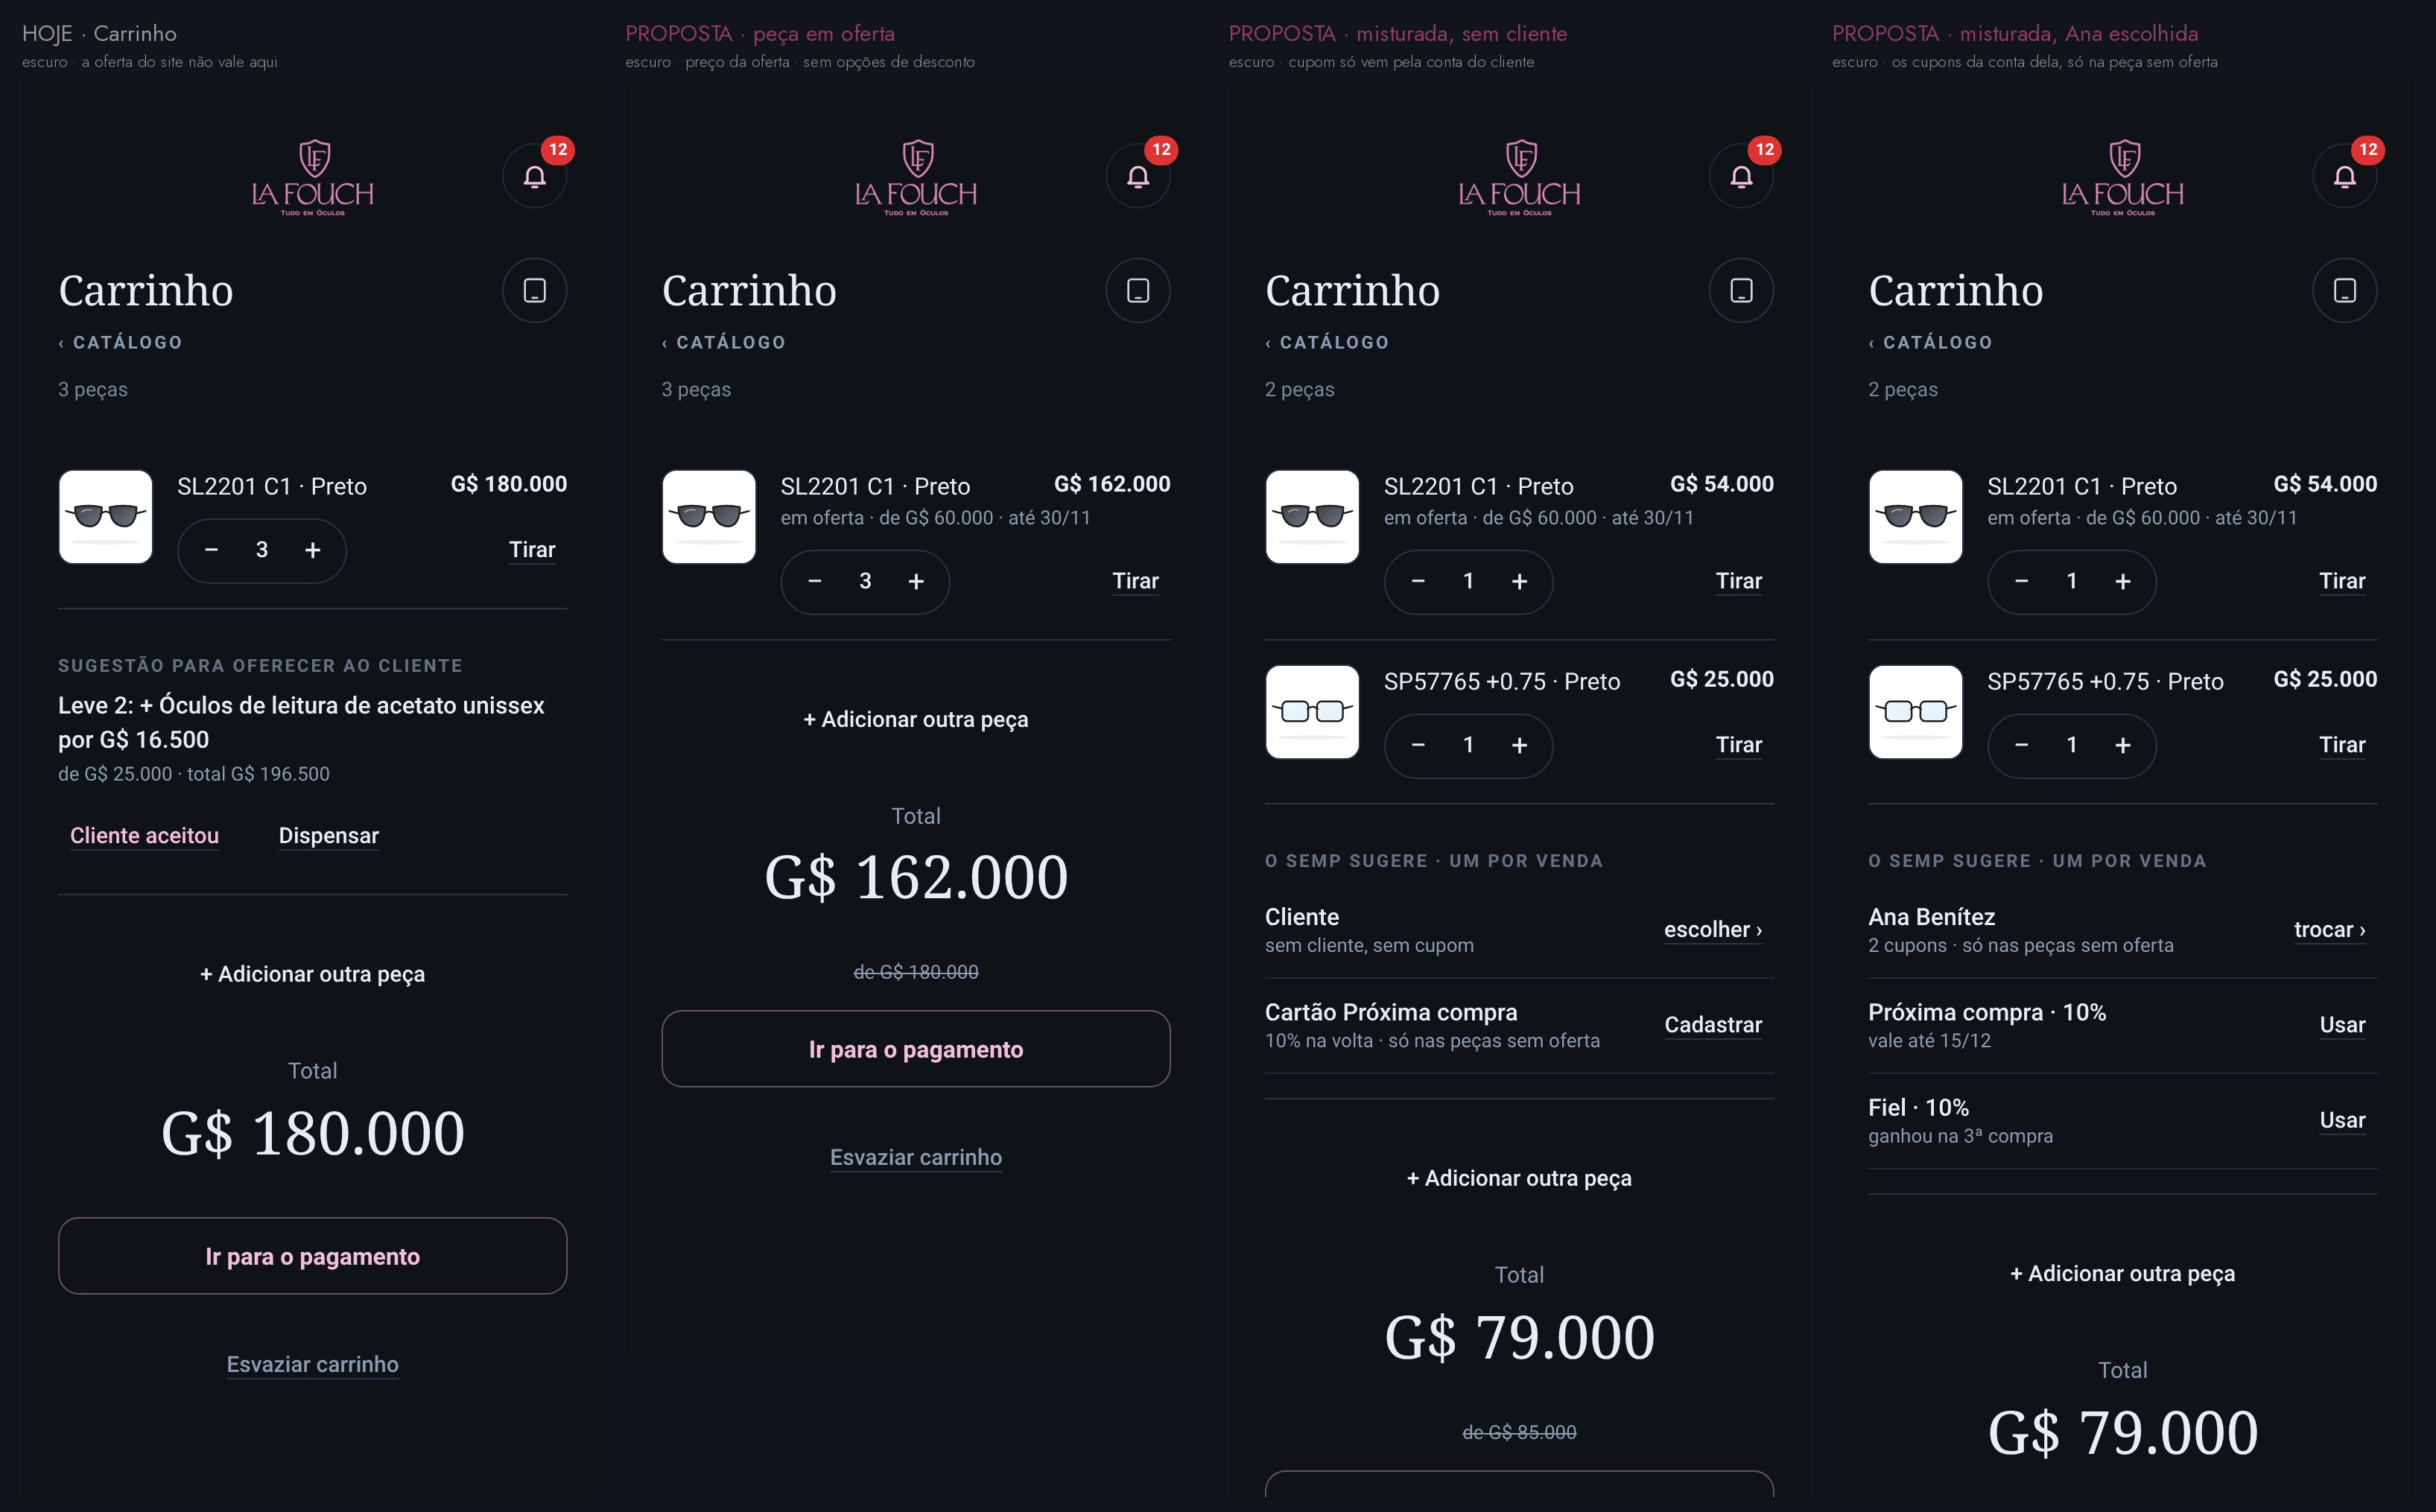 HOJE · Carrinho
escuro · a oferta do site não vale aqui
12
LF
LA FOUCH
TUDO EM ÓCULOS
Carrinho
‹ CATÁLOGO
3 peças
SL2201 C1 · Preto
G$ 180.000
− 3 +
Tirar
SUGESTÃO PARA OFERECER AO CLIENTE
Leve 2: + Óculos de leitura de acetato unissex
por G$ 16.500
de G$ 25.000 · total G$ 196.500
Cliente aceitou
Dispensar
+ Adicionar outra peça
Total
G$ 180.000
Ir para o pagamento
Esvaziar carrinho
PROPOSTA · peça em oferta
escuro · preço da oferta · sem opções de desconto
12
LF
LA FOUCH
TUDO EM ÓCULOS
Carrinho
‹ CATÁLOGO
3 peças
SL2201 C1 · Preto
G$ 162.000
em oferta · de G$ 60.000 · até 30/11
− 3 +
Tirar
+ Adicionar outra peça
Total
G$ 162.000
de G$ 180.000
Ir para o pagamento
Esvaziar carrinho
PROPOSTA · misturada, sem cliente
escuro · cupom só vem pela conta do cliente
12
LF
LA FOUCH
TUDO EM ÓCULOS
Carrinho
‹ CATÁLOGO
2 peças
SL2201 C1 · Preto
G$ 54.000
em oferta · de G$ 60.000 · até 30/11
− 1 +
Tirar
SP57765 +0.75 · Preto
G$ 25.000
− 1 +
Tirar
O SEMP SUGERE · UM POR VENDA
Cliente
sem cliente, sem cupom
escolher ›
Cartão Próxima compra
10% na volta · só nas peças sem oferta
Cadastrar
+ Adicionar outra peça
Total
G$ 79.000
de G$ 85.000
PROPOSTA · misturada, Ana escolhida
escuro · os cupons da conta dela, só na peça sem oferta
12
LF
LA FOUCH
TUDO EM ÓCULOS
Carrinho
‹ CATÁLOGO
2 peças
SL2201 C1 · Preto
G$ 54.000
em oferta · de G$ 60.000 · até 30/11
− 1 +
Tirar
SP57765 +0.75 · Preto
G$ 25.000
− 1 +
Tirar
O SEMP SUGERE · UM POR VENDA
Ana Benítez
2 cupons · só nas peças sem oferta
trocar ›
Próxima compra · 10%
vale até 15/12
Usar
Fiel · 10%
ganhou na 3ª compra
Usar
+ Adicionar outra peça
Total
G$ 79.000